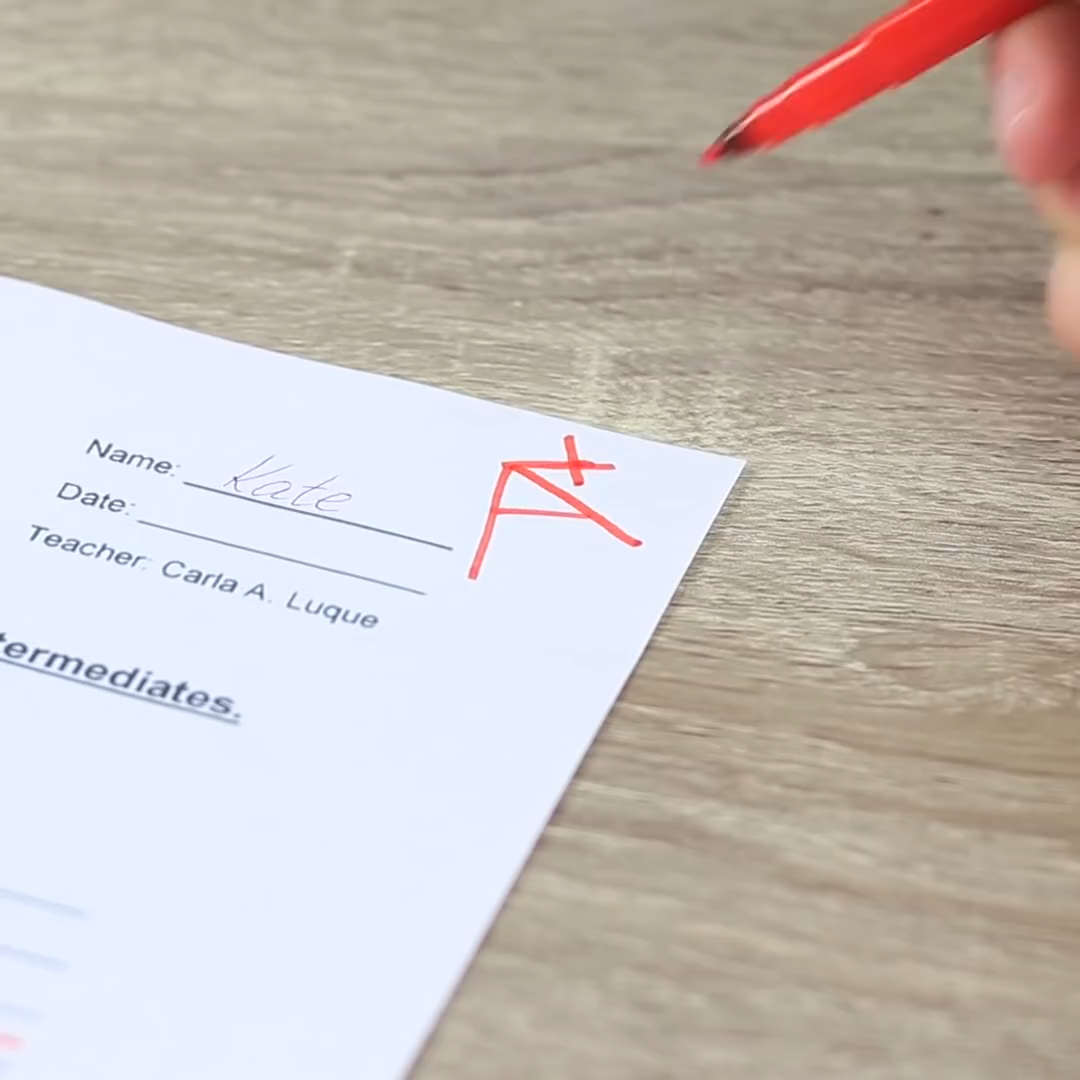 Name: Kate
A+
Date:
Teacher: Carla A. Luque
termediates.